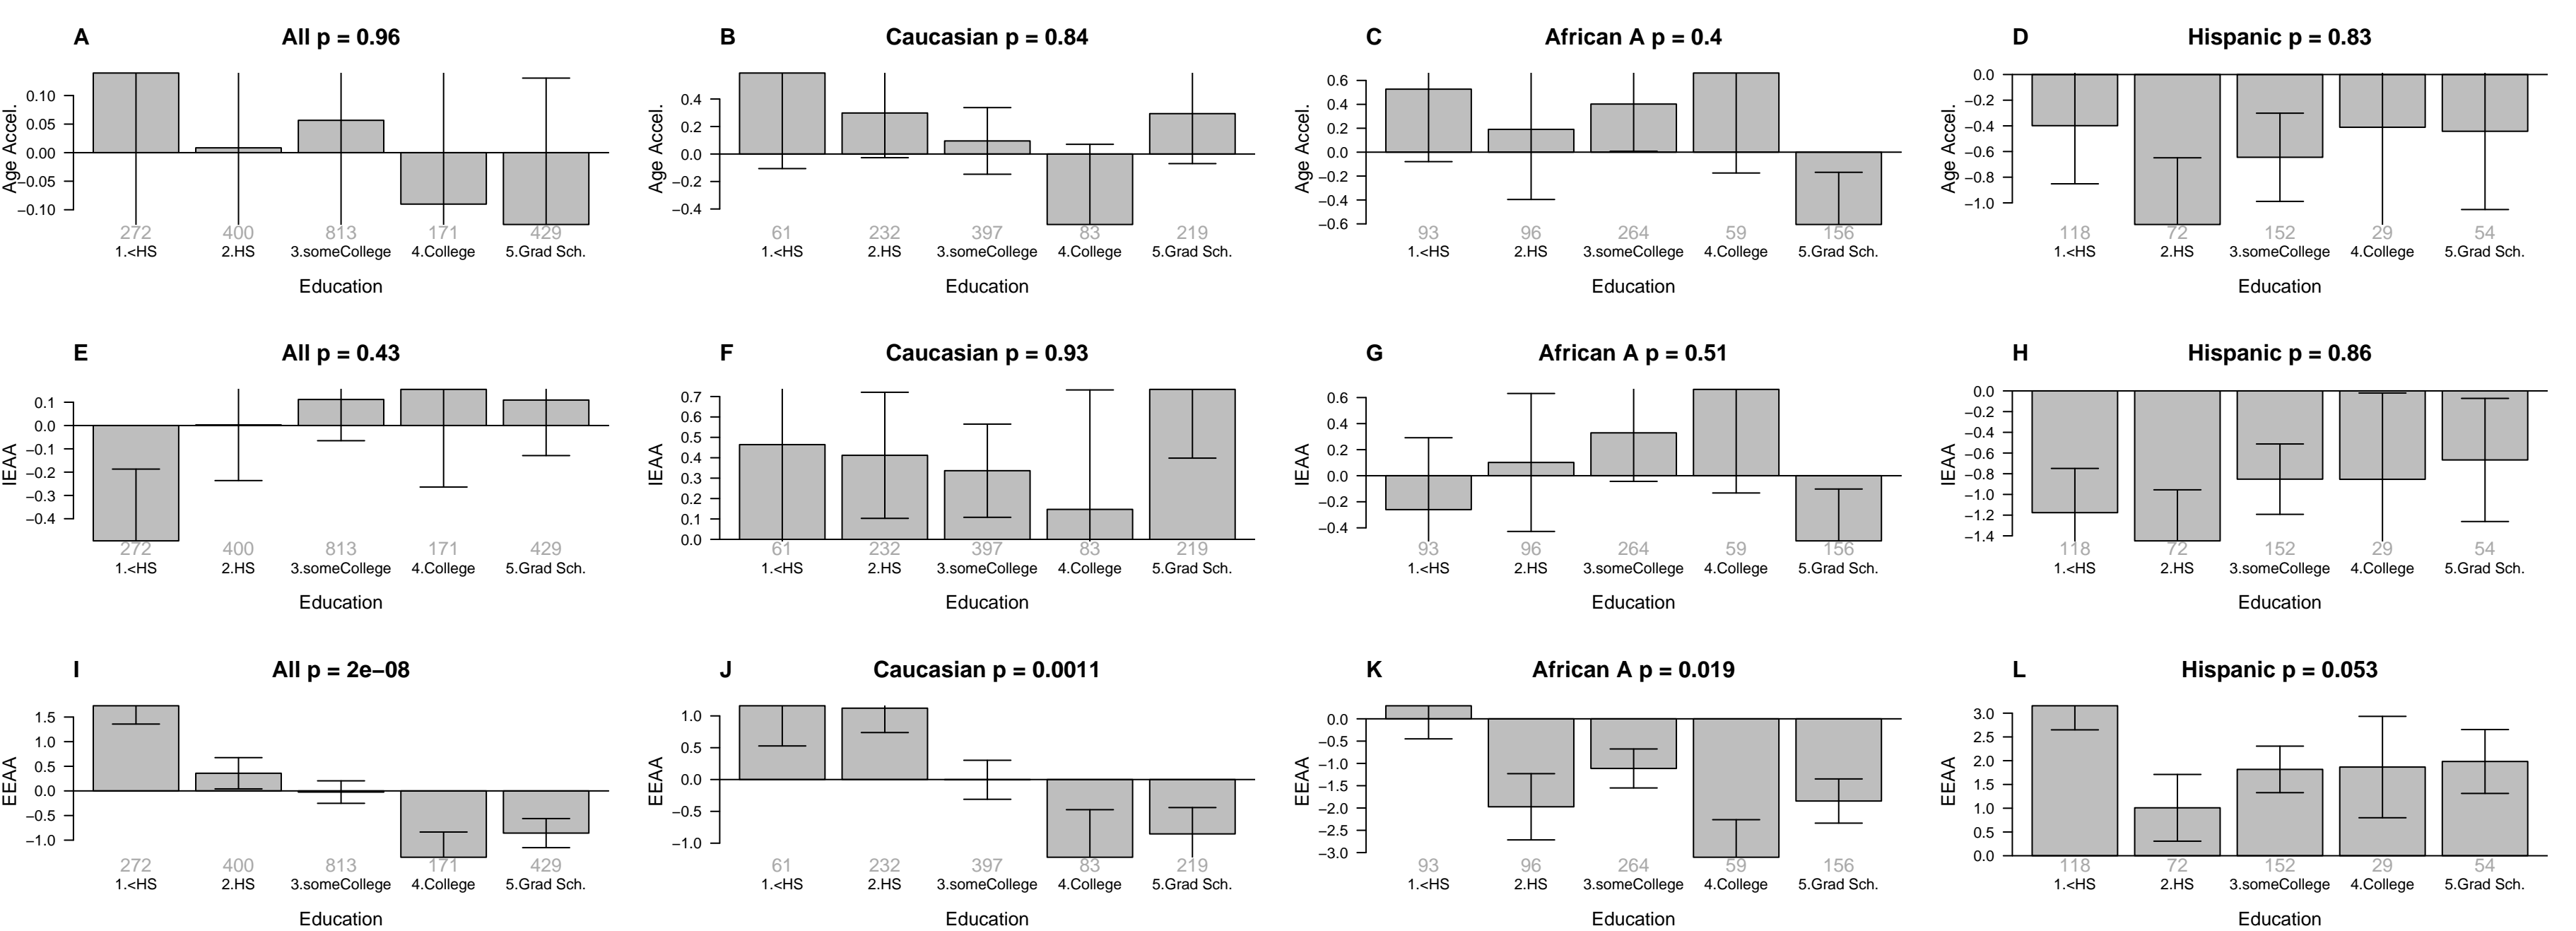 A All p = 0.96
Age Accel.
0.10
0.05
0.00
−0.05
−0.10
272 400 813 171 429
1.<HS 2.HS 3.someCollege 4.College 5.Grad Sch.
Education
B Caucasian p = 0.84
Age Accel.
0.4
0.2
0.0
−0.2
−0.4
61 232 397 83 219
1.<HS 2.HS 3.someCollege 4.College 5.Grad Sch.
Education
C African A p = 0.4
Age Accel.
0.6
0.4
0.2
0.0
−0.2
−0.4
−0.6
93 96 264 59 156
1.<HS 2.HS 3.someCollege 4.College 5.Grad Sch.
Education
D Hispanic p = 0.83
Age Accel.
0.0
−0.2
−0.4
−0.6
−0.8
−1.0
118 72 152 29 54
1.<HS 2.HS 3.someCollege 4.College 5.Grad Sch.
Education
E All p = 0.43
IEAA
0.1
0.0
−0.1
−0.2
−0.3
−0.4
272 400 813 171 429
1.<HS 2.HS 3.someCollege 4.College 5.Grad Sch.
Education
F Caucasian p = 0.93
IEAA
0.7
0.6
0.5
0.4
0.3
0.2
0.1
0.0
61 232 397 83 219
1.<HS 2.HS 3.someCollege 4.College 5.Grad Sch.
Education
G African A p = 0.51
IEAA
0.6
0.4
0.2
0.0
−0.2
−0.4
93 96 264 59 156
1.<HS 2.HS 3.someCollege 4.College 5.Grad Sch.
Education
H Hispanic p = 0.86
IEAA
0.0
−0.2
−0.4
−0.6
−0.8
−1.0
−1.2
−1.4
118 72 152 29 54
1.<HS 2.HS 3.someCollege 4.College 5.Grad Sch.
Education
I All p = 2e−08
EEAA
1.5
1.0
0.5
0.0
−0.5
−1.0
272 400 813 171 429
1.<HS 2.HS 3.someCollege 4.College 5.Grad Sch.
Education
J Caucasian p = 0.0011
EEAA
1.0
0.5
0.0
−0.5
−1.0
61 232 397 83 219
1.<HS 2.HS 3.someCollege 4.College 5.Grad Sch.
Education
K African A p = 0.019
EEAA
0.0
−0.5
−1.0
−1.5
−2.0
−2.5
−3.0
93 96 264 59 156
1.<HS 2.HS 3.someCollege 4.College 5.Grad Sch.
Education
L Hispanic p = 0.053
EEAA
3.0
2.5
2.0
1.5
1.0
0.5
0.0
118 72 152 29 54
1.<HS 2.HS 3.someCollege 4.College 5.Grad Sch.
Education